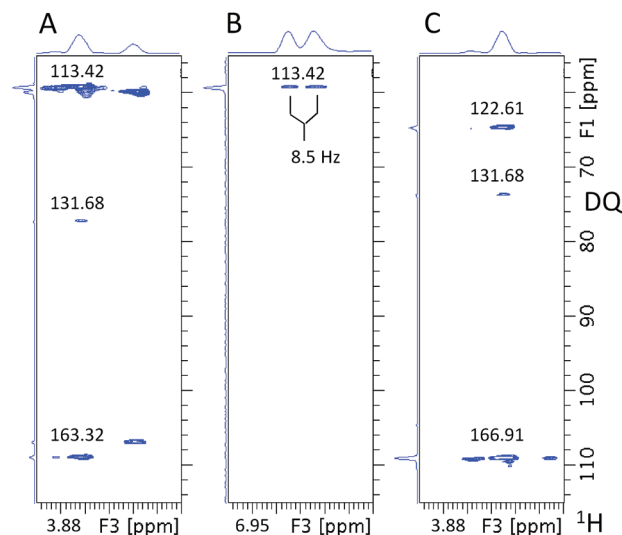 A
B
C
113.42
131.68
163.32
3.88 F3 [ppm]
113.42
8.5 Hz
6.95 F3 [ppm]
122.61
131.68
166.91
3.88 F3 [ppm]
F1 [ppm]
70
80
90
100
110
DQ
¹H